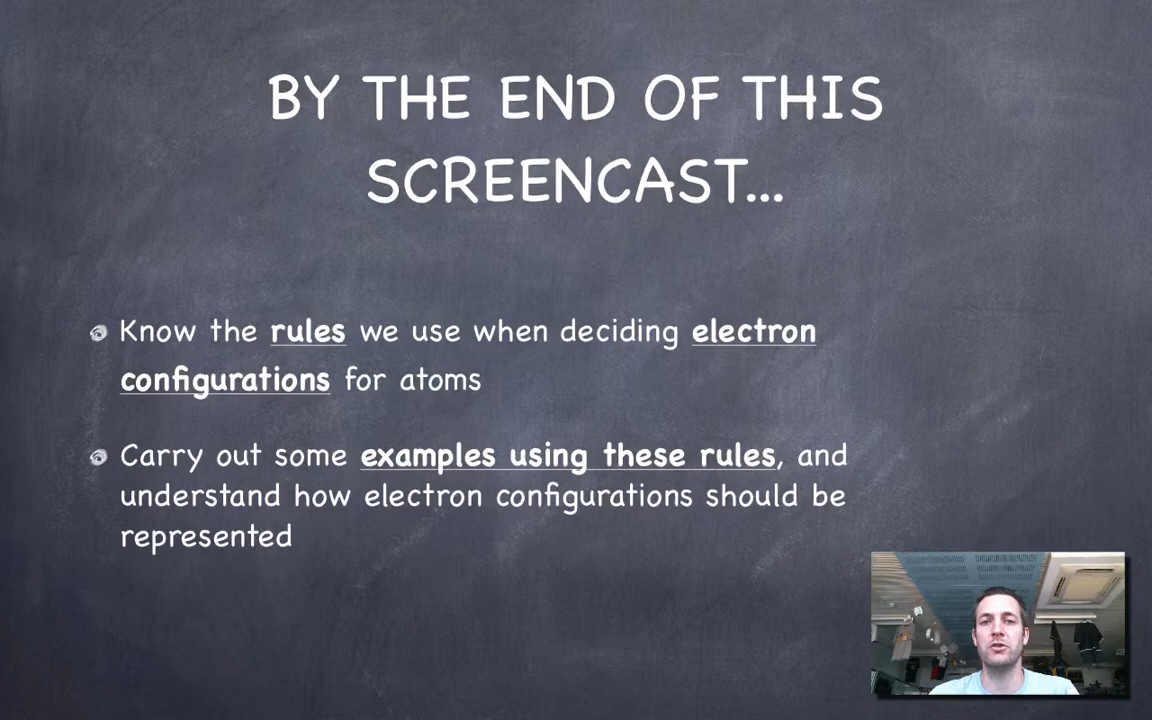 BY THE END OF THIS
SCREENCAST...
Know the rules we use when deciding electron
configurations for atoms
Carry out some examples using these rules, and
understand how electron configurations should be
represented